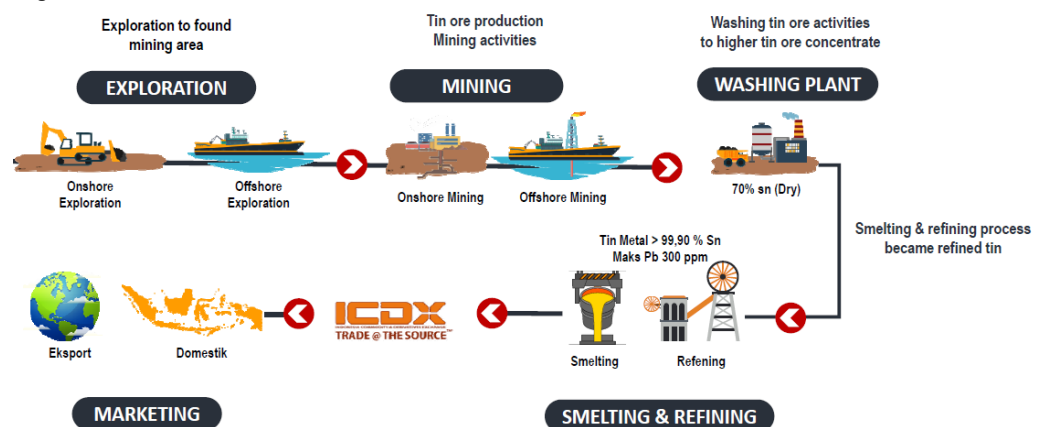 Exploration to found
mining area
EXPLORATION
Onshore
Exploration
Offshore
Exploration
Tin ore production
Mining activities
MINING
Onshore Mining
Offshore Mining
Washing tin ore activities
to higher tin ore concentrate
WASHING PLANT
70% sn (Dry)
Smelting & refining process
became refined tin
Tin Metal > 99,90 % Sn
Maks Pb 300 ppm
Smelting
Refening
SMELTING & REFINING
ICDX
TRADE @ THE SOURCE™
Eksport
Domestik
MARKETING